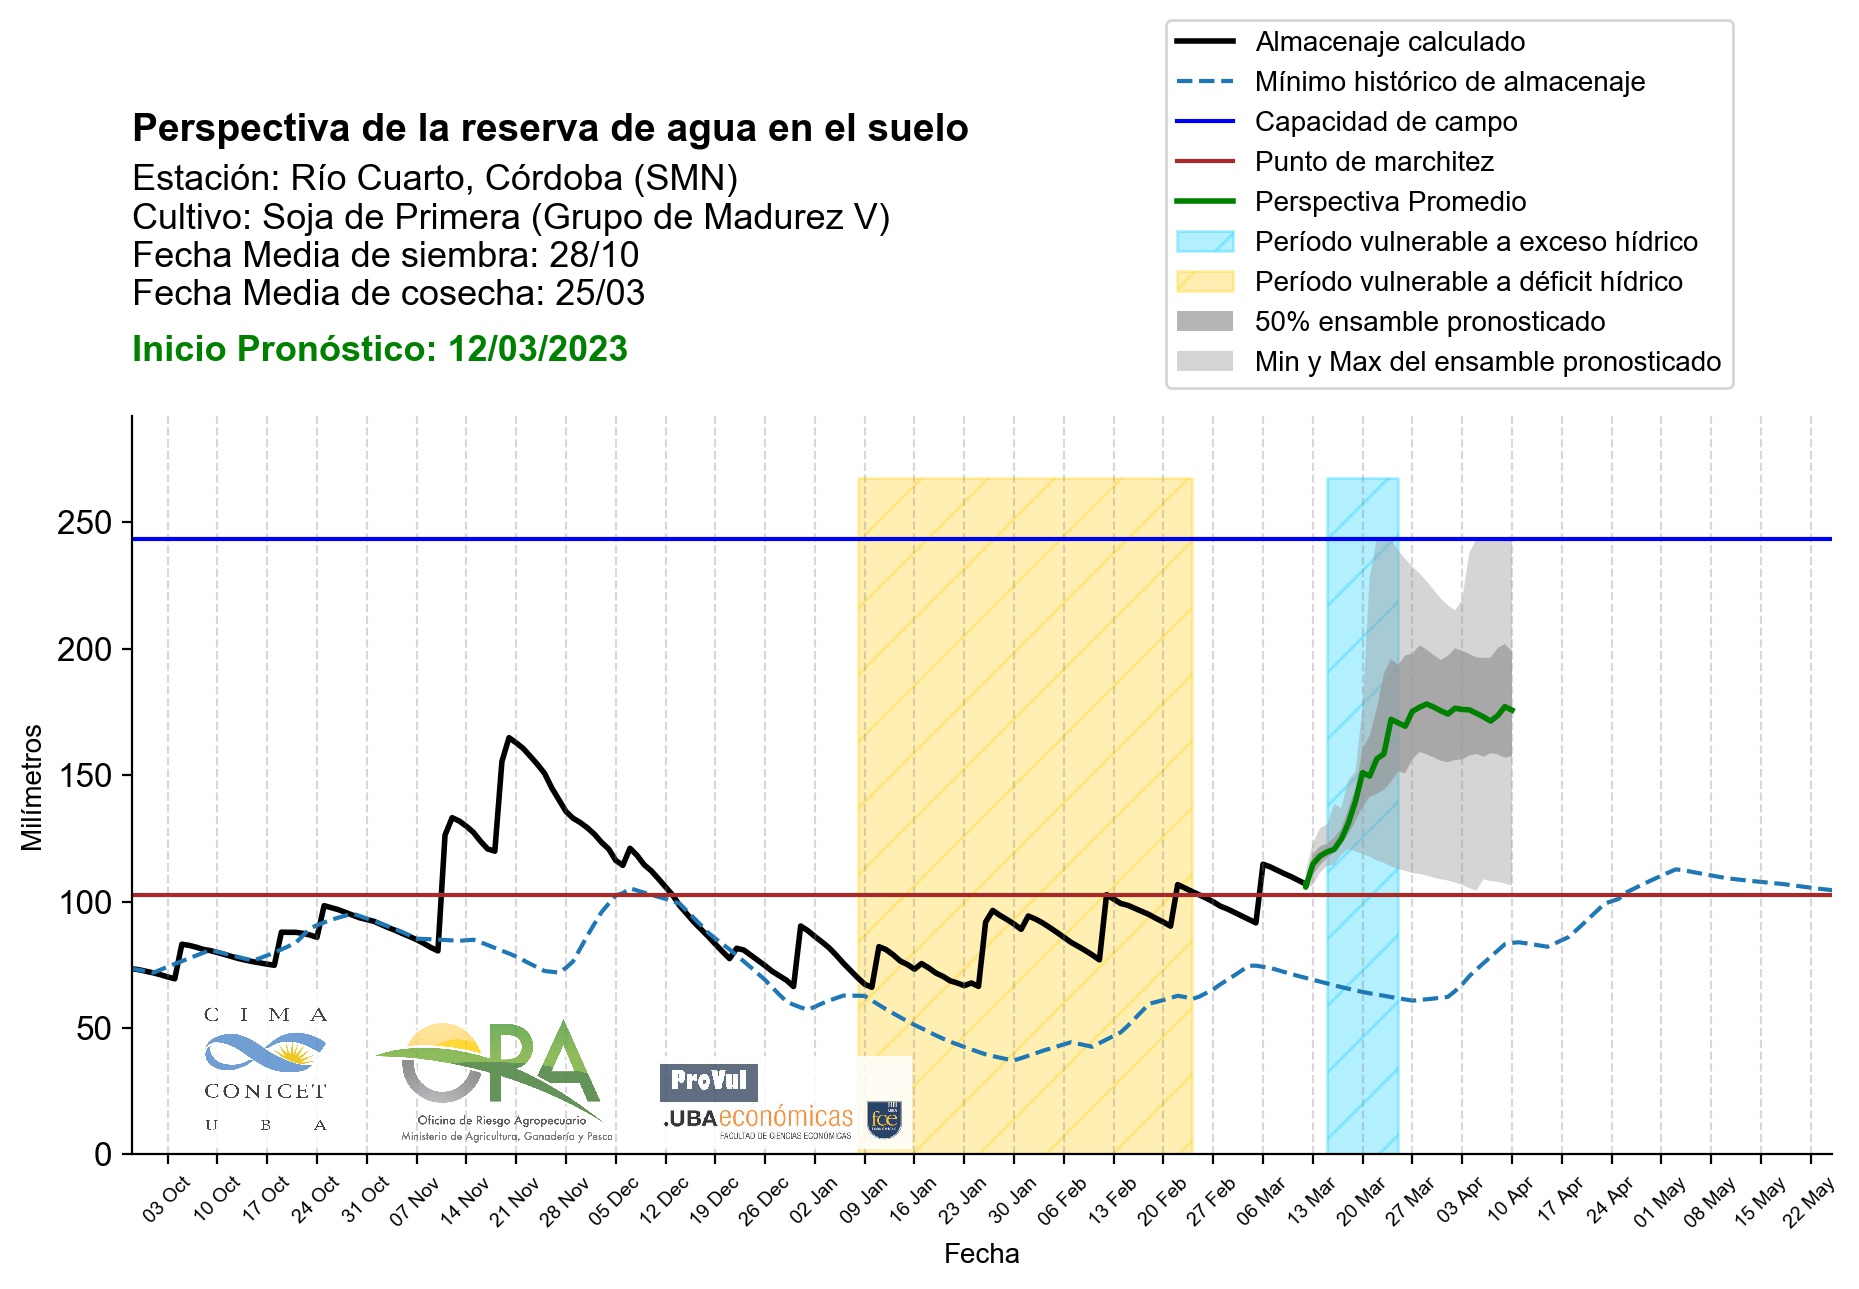 Almacenaje calculado
Mínimo histórico de almacenaje
Capacidad de campo
Punto de marchitez
Perspectiva Promedio
Período vulnerable a exceso hídrico
Período vulnerable a déficit hídrico
50% ensamble pronosticado
Min y Max del ensamble pronosticado
Perspectiva de la reserva de agua en el suelo
Estación: Río Cuarto, Córdoba (SMN)
Cultivo: Soja de Primera (Grupo de Madurez V)
Fecha Media de siembra: 28/10
Fecha Media de cosecha: 25/03
Inicio Pronóstico: 12/03/2023
Milímetros
250
200
150
100
50
0
CIMA
CONICET
UBA
ORA
Oficina de Riesgo Agropecuario
Ministerio de Agricultura, Ganadería y Pesca
ProVul
.UBAeconómicas
FACULTAD DE CIENCIAS ECONÓMICAS
fce
03 Oct
10 Oct
17 Oct
24 Oct
31 Oct
07 Nov
14 Nov
21 Nov
28 Nov
05 Dec
12 Dec
19 Dec
26 Dec
02 Jan
09 Jan
16 Jan
23 Jan
30 Jan
06 Feb
13 Feb
20 Feb
27 Feb
06 Mar
13 Mar
20 Mar
27 Mar
03 Apr
10 Apr
17 Apr
24 Apr
01 May
08 May
15 May
22 May
Fecha